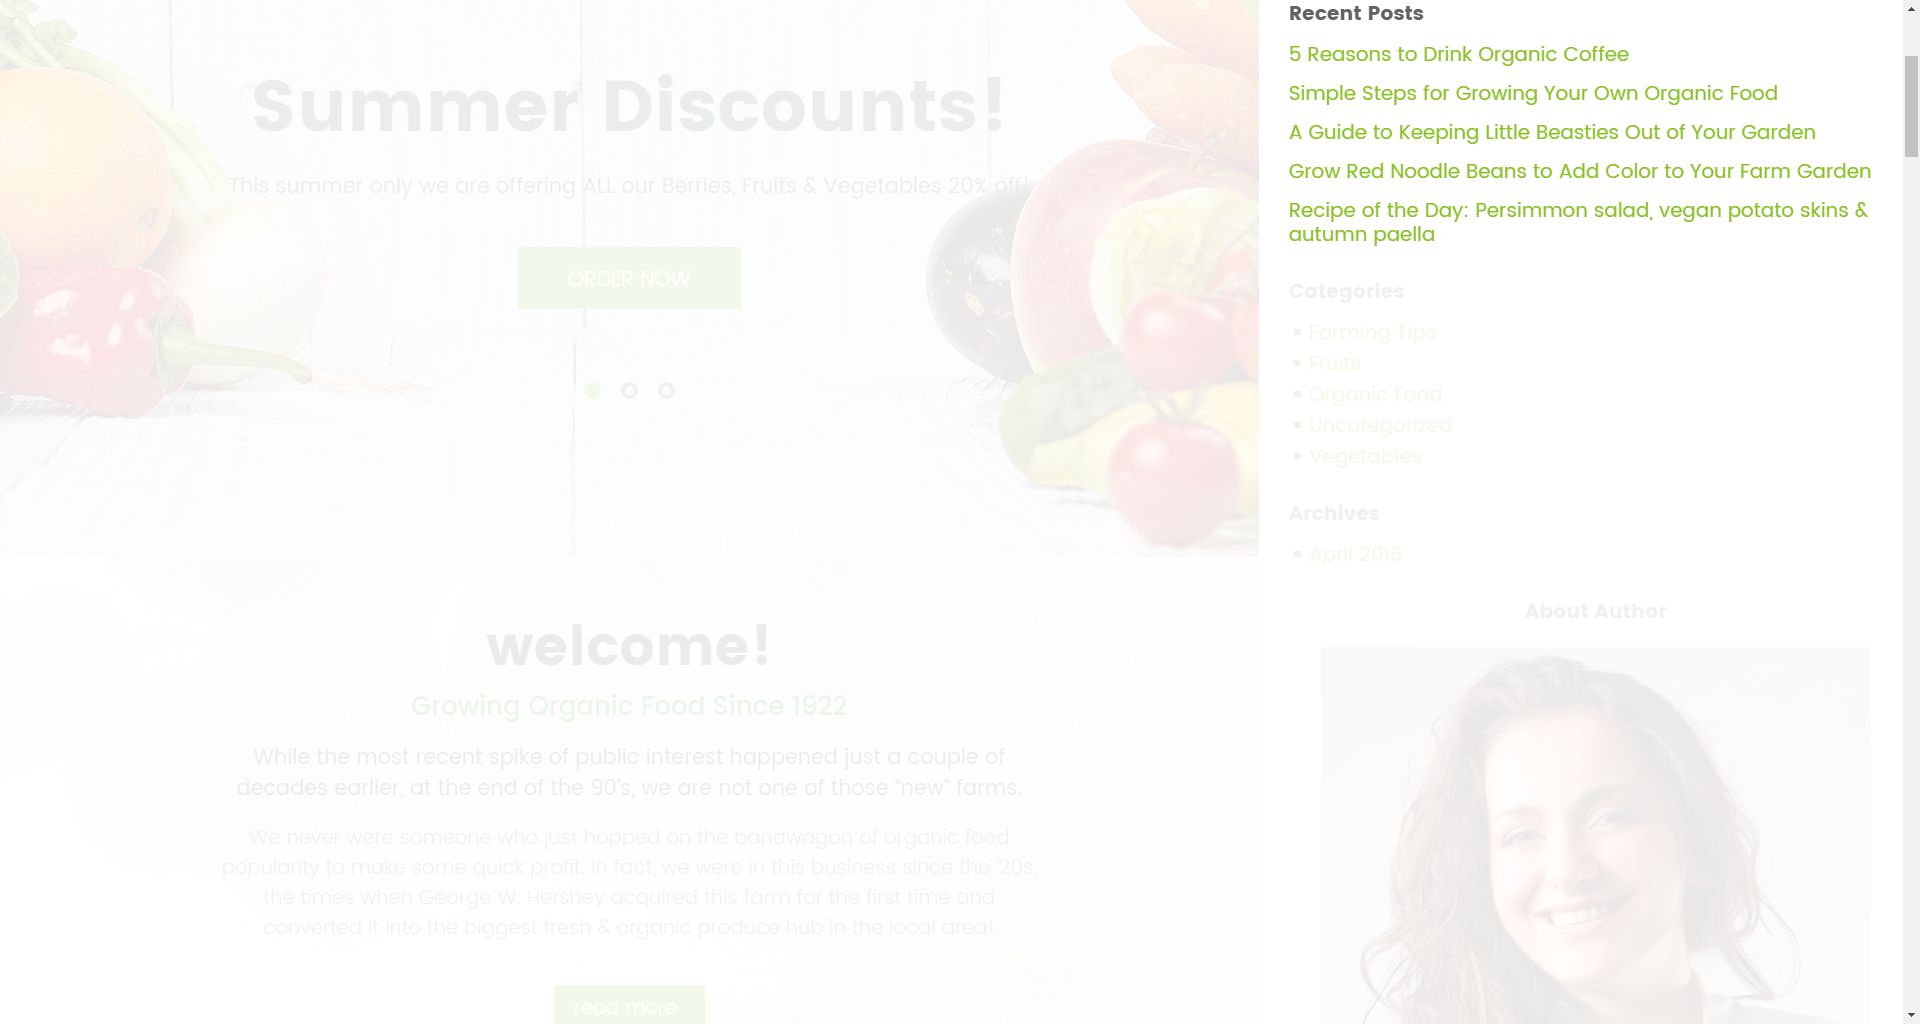 Summer Discounts!
This summer only we are offering ALL our Berries, Fruits & Vegetables 20% off!
ORDER NOW
welcome!
Growing Organic Food Since 1922
While the most recent spike of public interest happened just a couple of
decades earlier, at the end of the 90's, we are not one of those “new” farms.
We never were someone who just hopped on the bandwagon of organic food
popularity to make some quick profit. In fact, we were in this business since the '20s,
the times when George W. Hershey acquired this farm for the first time and
converted it into the biggest fresh & organic produce hub in the local area!
read more
Recent Posts
5 Reasons to Drink Organic Coffee
Simple Steps for Growing Your Own Organic Food
A Guide to Keeping Little Beasties Out of Your Garden
Grow Red Noodle Beans to Add Color to Your Farm Garden
Recipe of the Day: Persimmon salad, vegan potato skins &
autumn paella
Categories
Farming Tips
Fruits
Organic Food
Uncategorized
Vegetables
Archives
April 2016
About Author